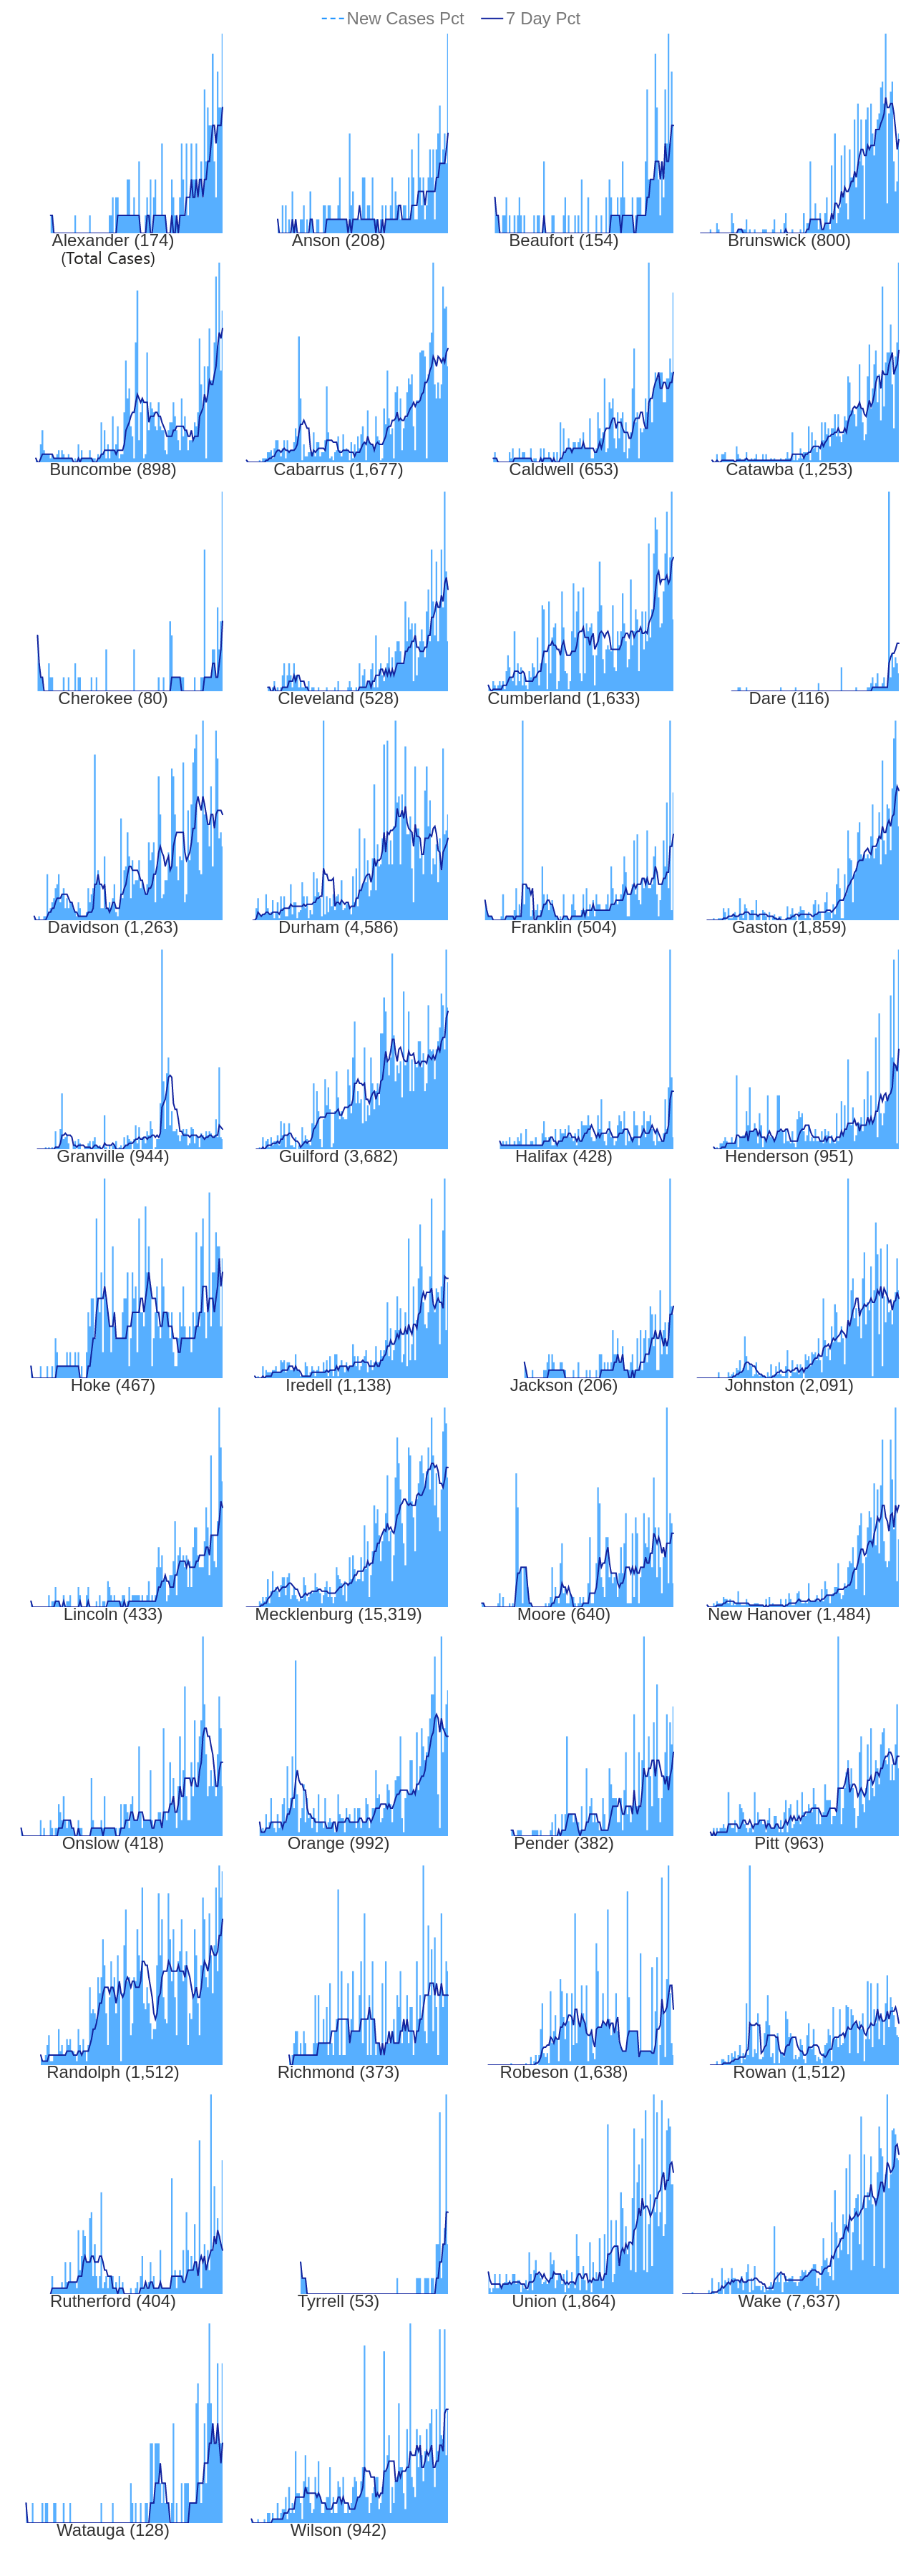 New Cases Pct 7 Day Pct
Alexander (174) Anson (208) Beaufort (154) Brunswick (800)
(Total Cases)
Buncombe (898) Cabarrus (1,677) Caldwell (653) Catawba (1,253)
Cherokee (80) Cleveland (528) Cumberland (1,633) Dare (116)
Davidson (1,263) Durham (4,586) Franklin (504) Gaston (1,859)
Granville (944) Guilford (3,682) Halifax (428) Henderson (951)
Hoke (467) Iredell (1,138) Jackson (206) Johnston (2,091)
Lincoln (433) Mecklenburg (15,319) Moore (640) New Hanover (1,484)
Onslow (418) Orange (992) Pender (382) Pitt (963)
Randolph (1,512) Richmond (373) Robeson (1,638) Rowan (1,512)
Rutherford (404) Tyrrell (53) Union (1,864) Wake (7,637)
Watauga (128) Wilson (942)